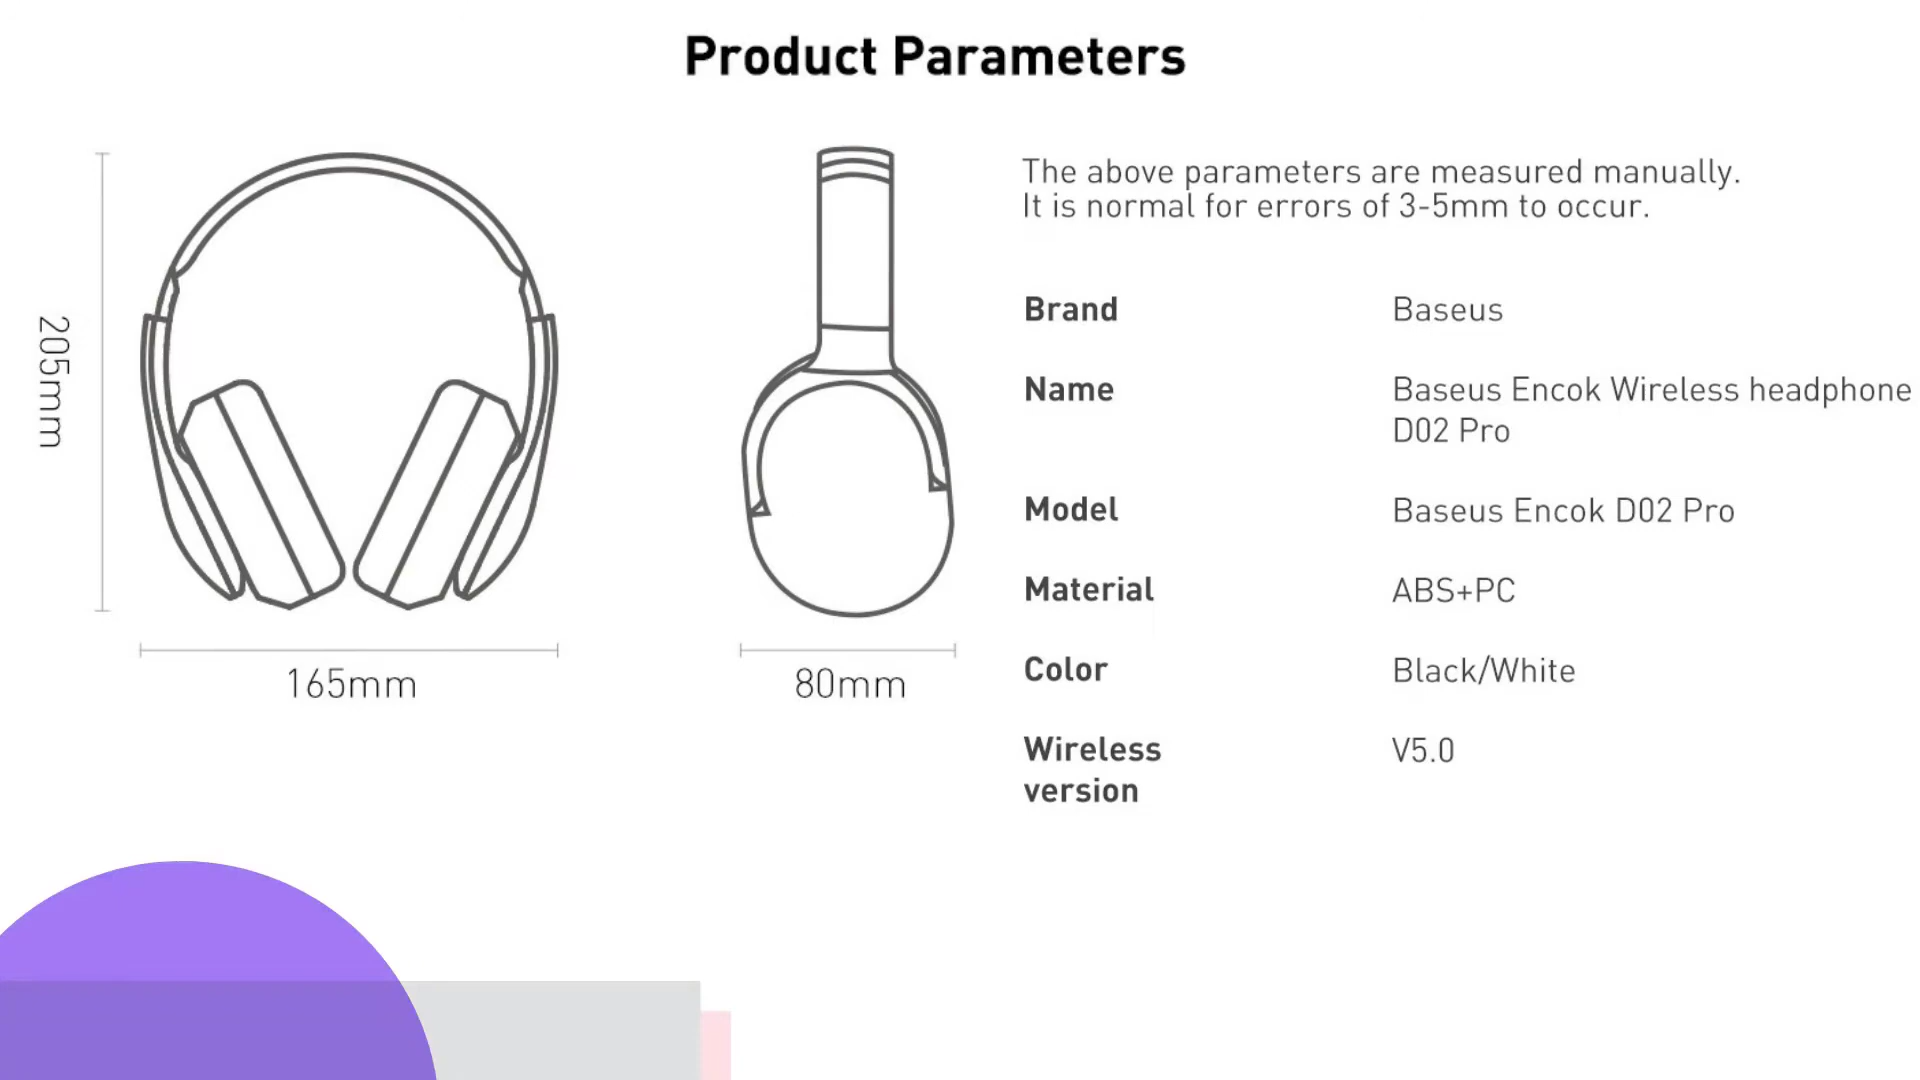 Product Parameters
205mm
165mm
80mm
The above parameters are measured manually.
It is normal for errors of 3-5mm to occur.
Brand Baseus
Name Baseus Encok Wireless headphone
D02 Pro
Model Baseus Encok D02 Pro
Material ABS+PC
Color Black/White
Wireless V5.0
version